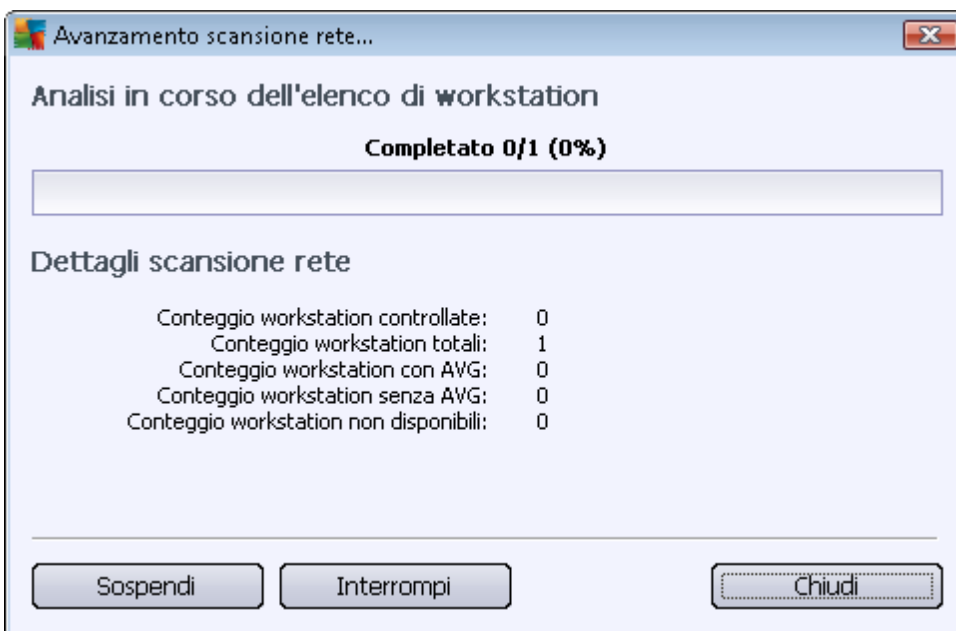 Avanzamento scansione rete...
Analisi in corso dell'elenco di workstation
Completato 0/1 (0%)
Dettagli scansione rete
Conteggio workstation controllate: 0
Conteggio workstation totali: 1
Conteggio workstation con AVG: 0
Conteggio workstation senza AVG: 0
Conteggio workstation non disponibili: 0
Sospendi Interrompi Chiudi